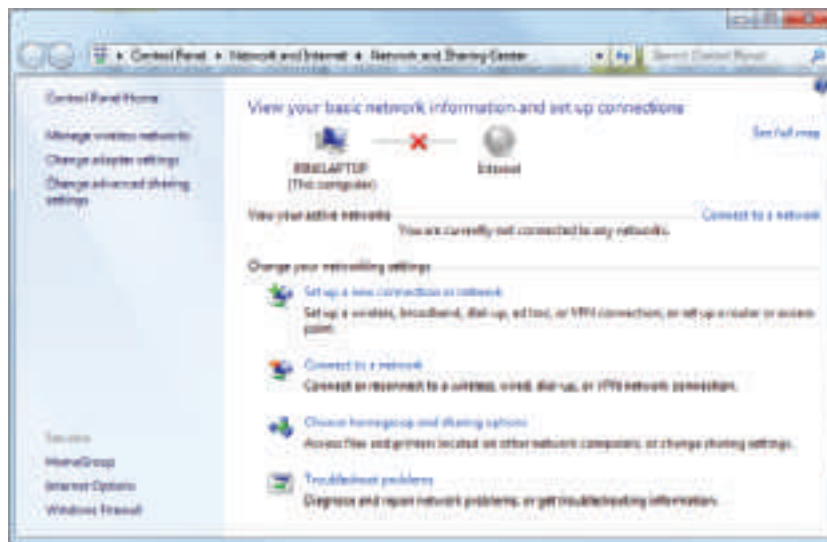 Control Panel ▸ Network and Internet ▸ Network and Sharing Center
Search Control Panel
Control Panel Home
Manage wireless networks
Change adapter settings
Change advanced sharing
settings
See also
HomeGroup
Internet Options
Windows Firewall
View your basic network information and set up connections
See full map
(This computer)
Internet
View your active networks
Connect to a network
You are currently not connected to any networks.
Change your networking settings
Set up a new connection or network
Set up a wireless, broadband, dial-up, ad hoc, or VPN connection; or set up a router or access
point.
Connect to a network
Connect or reconnect to a wireless, wired, dial-up, or VPN network connection.
Choose homegroup and sharing options
Access files and printers located on other network computers, or change sharing settings.
Troubleshoot problems
Diagnose and repair network problems, or get troubleshooting information.